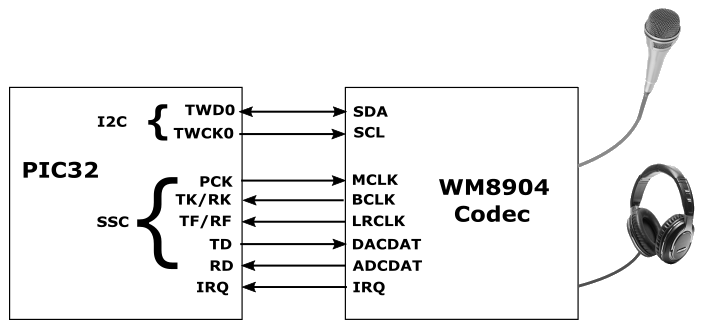 I2C
TWD0
TWCK0
SDA
SCL
PIC32
SSC
PCK
TK/RK
TF/RF
TD
RD
IRQ
MCLK
BCLK
LRCLK
DACDAT
ADCDAT
IRQ
WM8904
Codec